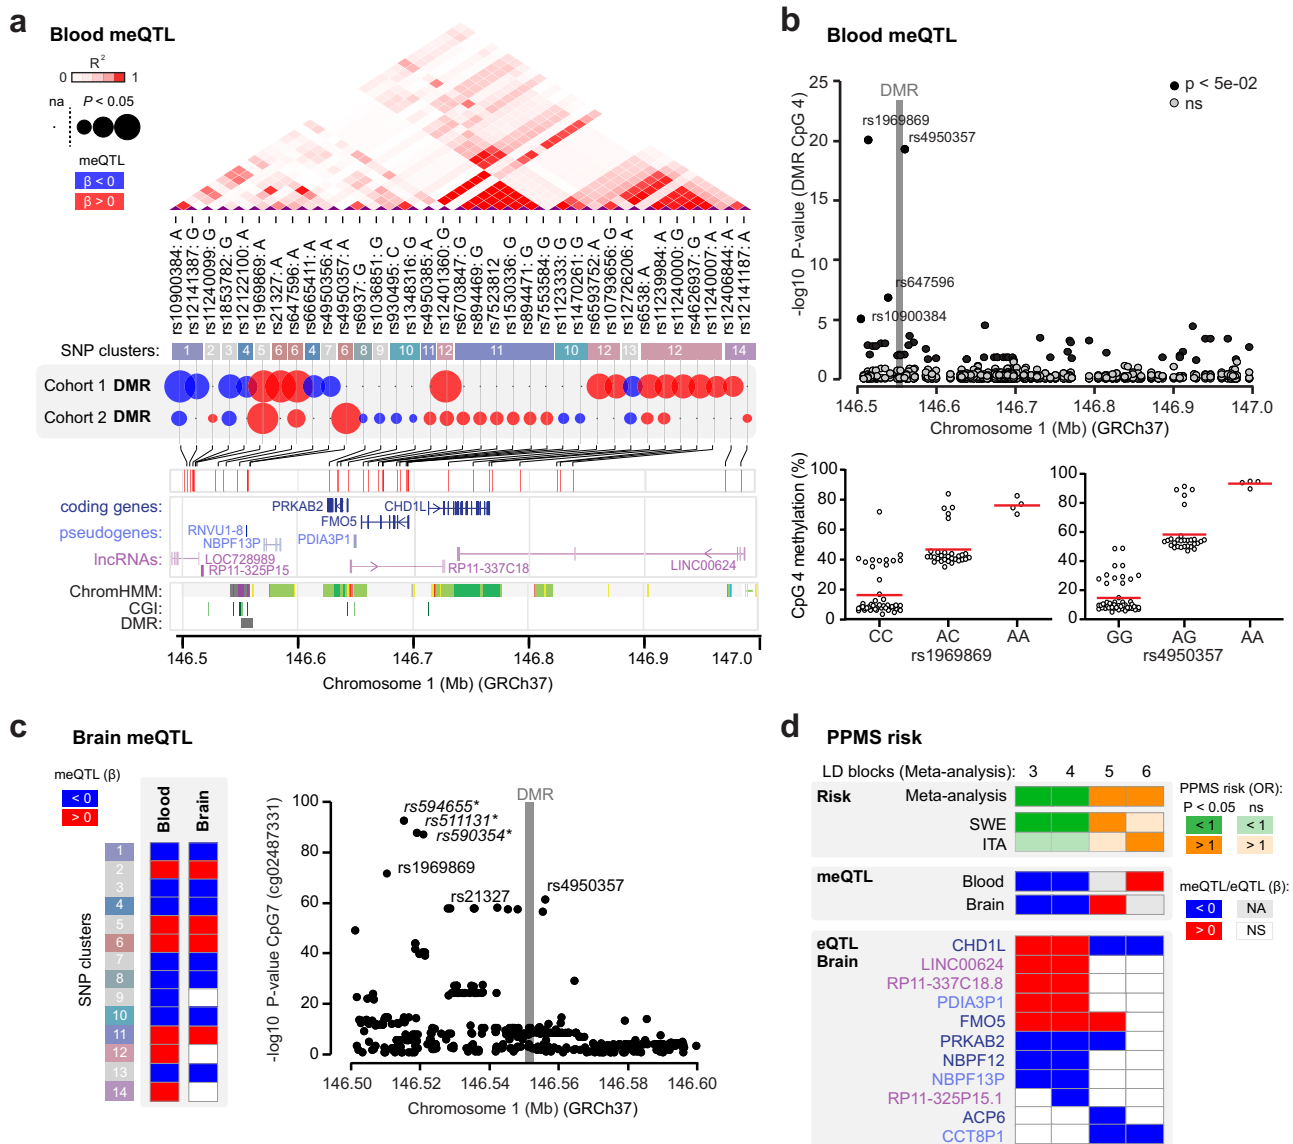 a
Blood meQTL
R2
0 1
na P < 0.05
meQTL
β < 0
β > 0
rs10900384: A
rs12141387: G
rs11240099: G
rs1853782: G
rs12122100: A
rs1969869: A
rs21327: A
rs647596: A
rs6665411: A
rs4950356: A
rs4950357: A
rs6937: G
rs1036851: G
rs930495: C
rs1348316: G
rs4950385: A
rs12401360: G
rs6703847: G
rs894469: G
rs7523812
rs1530336: G
rs894471: G
rs7553584: G
rs1123333: G
rs1470261: G
rs6593752: A
rs10793656: G
rs12726206: A
rs6538: A
rs11239984: A
rs11240000: G
rs4626937: G
rs11240007: A
rs12406844: A
rs12141187: A
SNP clusters: 1 2 3 4 5 6 6 4 7 6 8 9 10 11 12 11 10 12 13 12 14
Cohort 1 DMR
Cohort 2 DMR
coding genes: PRKAB2 CHD1L
FMO5
pseudogenes: RNVU1-8 PDIA3P1
NBPF13P
lncRNAs: LOC728989 RP11-337C18 LINC00624
RP11-325P15
ChromHMM:
CGI:
DMR:
146.5 146.6 146.7 146.8 146.9 147.0
Chromosome 1 (Mb) (GRCh37)
b
Blood meQTL
-log10 P-value (DMR CpG 4)
25
20
15
10
5
0
DMR
p < 5e-02
ns
rs1969869
rs4950357
rs647596
rs10900384
146.5 146.6 146.7 146.8 146.9 147.0
Chromosome 1 (Mb) (GRCh37)
CpG 4 methylation (%)
100
80
60
40
20
0
CC AC AA
rs1969869
100
80
60
40
20
0
GG AG AA
rs4950357
c
Brain meQTL
meQTL (β)
< 0
> 0
Blood Brain
SNP clusters
1
2
3
4
5
6
7
8
9
10
11
12
13
14
-log10 P-value CpG7 (cg02487331)
100
80
60
40
20
0
DMR
rs594655*
rs511131*
rs590354*
rs1969869
rs21327
rs4950357
146.50 146.52 146.54 146.56 146.58 146.60
Chromosome 1 (Mb) (GRCh37)
d
PPMS risk
LD blocks (Meta-analysis): 3 4 5 6
Risk Meta-analysis
SWE
ITA
PPMS risk (OR):
P < 0.05 ns
< 1 < 1
> 1 > 1
meQTL Blood
Brain
meQTL/eQTL (β):
< 0 NA
> 0 NS
eQTL
Brain
CHD1L
LINC00624
RP11-337C18.8
PDIA3P1
FMO5
PRKAB2
NBPF12
NBPF13P
RP11-325P15.1
ACP6
CCT8P1